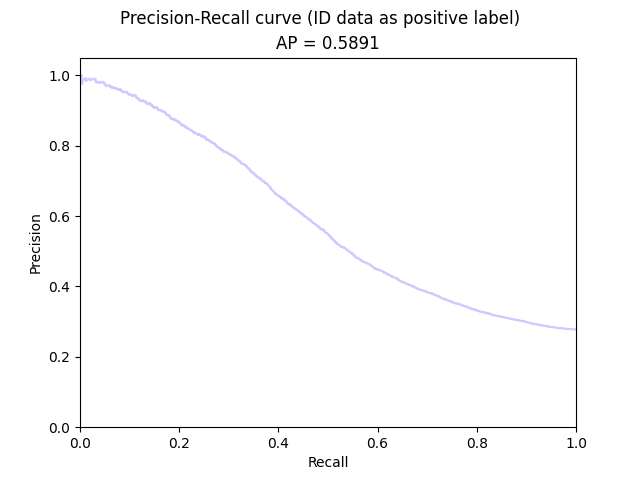 Precision-Recall curve (ID data as positive label)
AP = 0.5891
1.0
0.8
0.6
0.4
0.2
0.0
Precision
0.0 0.2 0.4 0.6 0.8 1.0
Recall